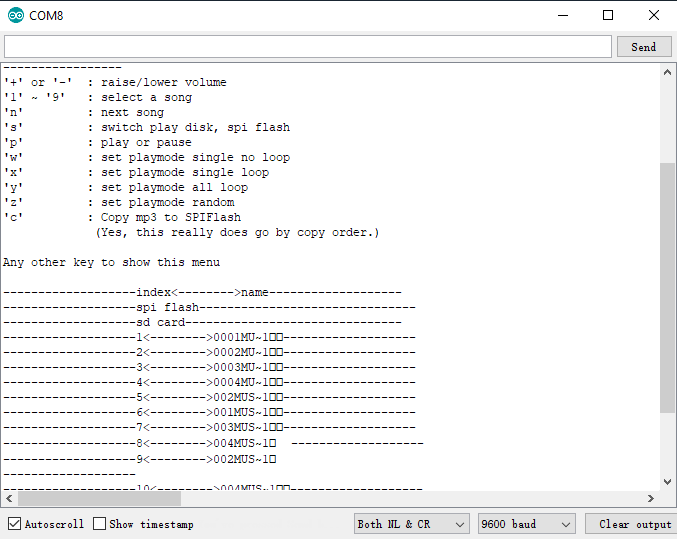 COM8
Send
-----------------
'+' or '-'  : raise/lower volume
'1' ~ '9'   : select a song
'n'         : next song
's'         : switch play disk, spi flash
'p'         : play or pause
'w'         : set playmode single no loop
'x'         : set playmode single loop
'y'         : set playmode all loop
'z'         : set playmode random
'c'         : Copy mp3 to SPIFlash
             (Yes, this really does go by copy order.)
Any other key to show this menu
-------------------index<-------->name-------------------
-------------------spi flash-------------------------------
-------------------sd card-------------------------------
-------------------1<-------->0001MU~1□□-------------------
-------------------2<-------->0002MU~1□□-------------------
-------------------3<-------->0003MU~1□□-------------------
-------------------4<-------->0004MU~1□□-------------------
-------------------5<-------->002MUS~1□□-------------------
-------------------6<-------->001MUS~1□□-------------------
-------------------7<-------->003MUS~1□□-------------------
-------------------8<-------->004MUS~1□  -------------------
-------------------9<-------->002MUS~1□
-------------------
-------------------10<-------->004MUS~1□□-------------------
Autoscroll
Show timestamp
Both NL & CR
9600 baud
Clear output